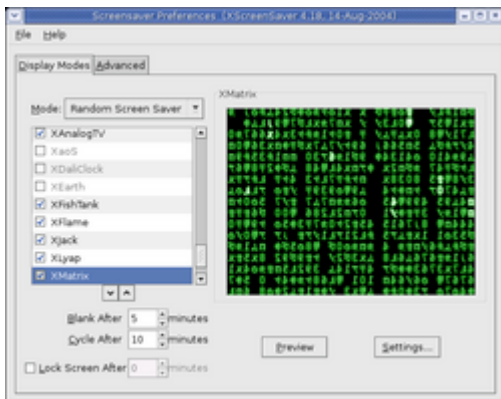 Screensaver Preferences (XScreenSaver 4.18, 14-Aug-2004)
File Help
Display Modes Advanced
Mode: Random Screen Saver
XAnalogTV
XaoS
XDaliClock
XEarth
XFishTank
XFlame
XJack
XLyap
XMatrix
Blank After 5 minutes
Cycle After 10 minutes
Lock Screen After 0 minutes
XMatrix
Preview Settings...